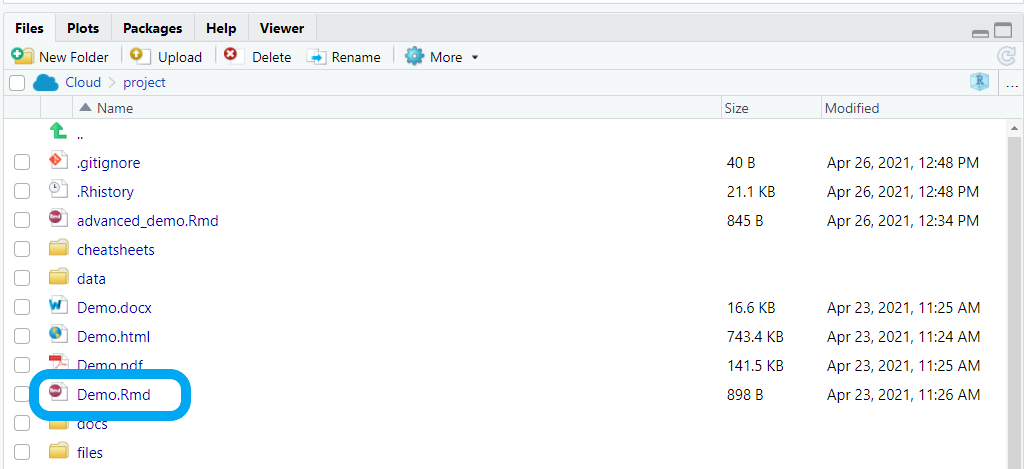 Files Plots Packages Help Viewer
New Folder Upload Delete Rename More
Cloud project R ...
Name Size Modified
..
.gitignore 40 B Apr 26, 2021, 12:48 PM
.Rhistory 21.1 KB Apr 26, 2021, 12:48 PM
advanced_demo.Rmd 845 B Apr 26, 2021, 12:34 PM
cheatsheets
data
Demo.docx 16.6 KB Apr 23, 2021, 11:25 AM
Demo.html 743.4 KB Apr 23, 2021, 11:24 AM
Demo.pdf 141.5 KB Apr 23, 2021, 11:25 AM
Demo.Rmd 898 B Apr 23, 2021, 11:26 AM
docs
files